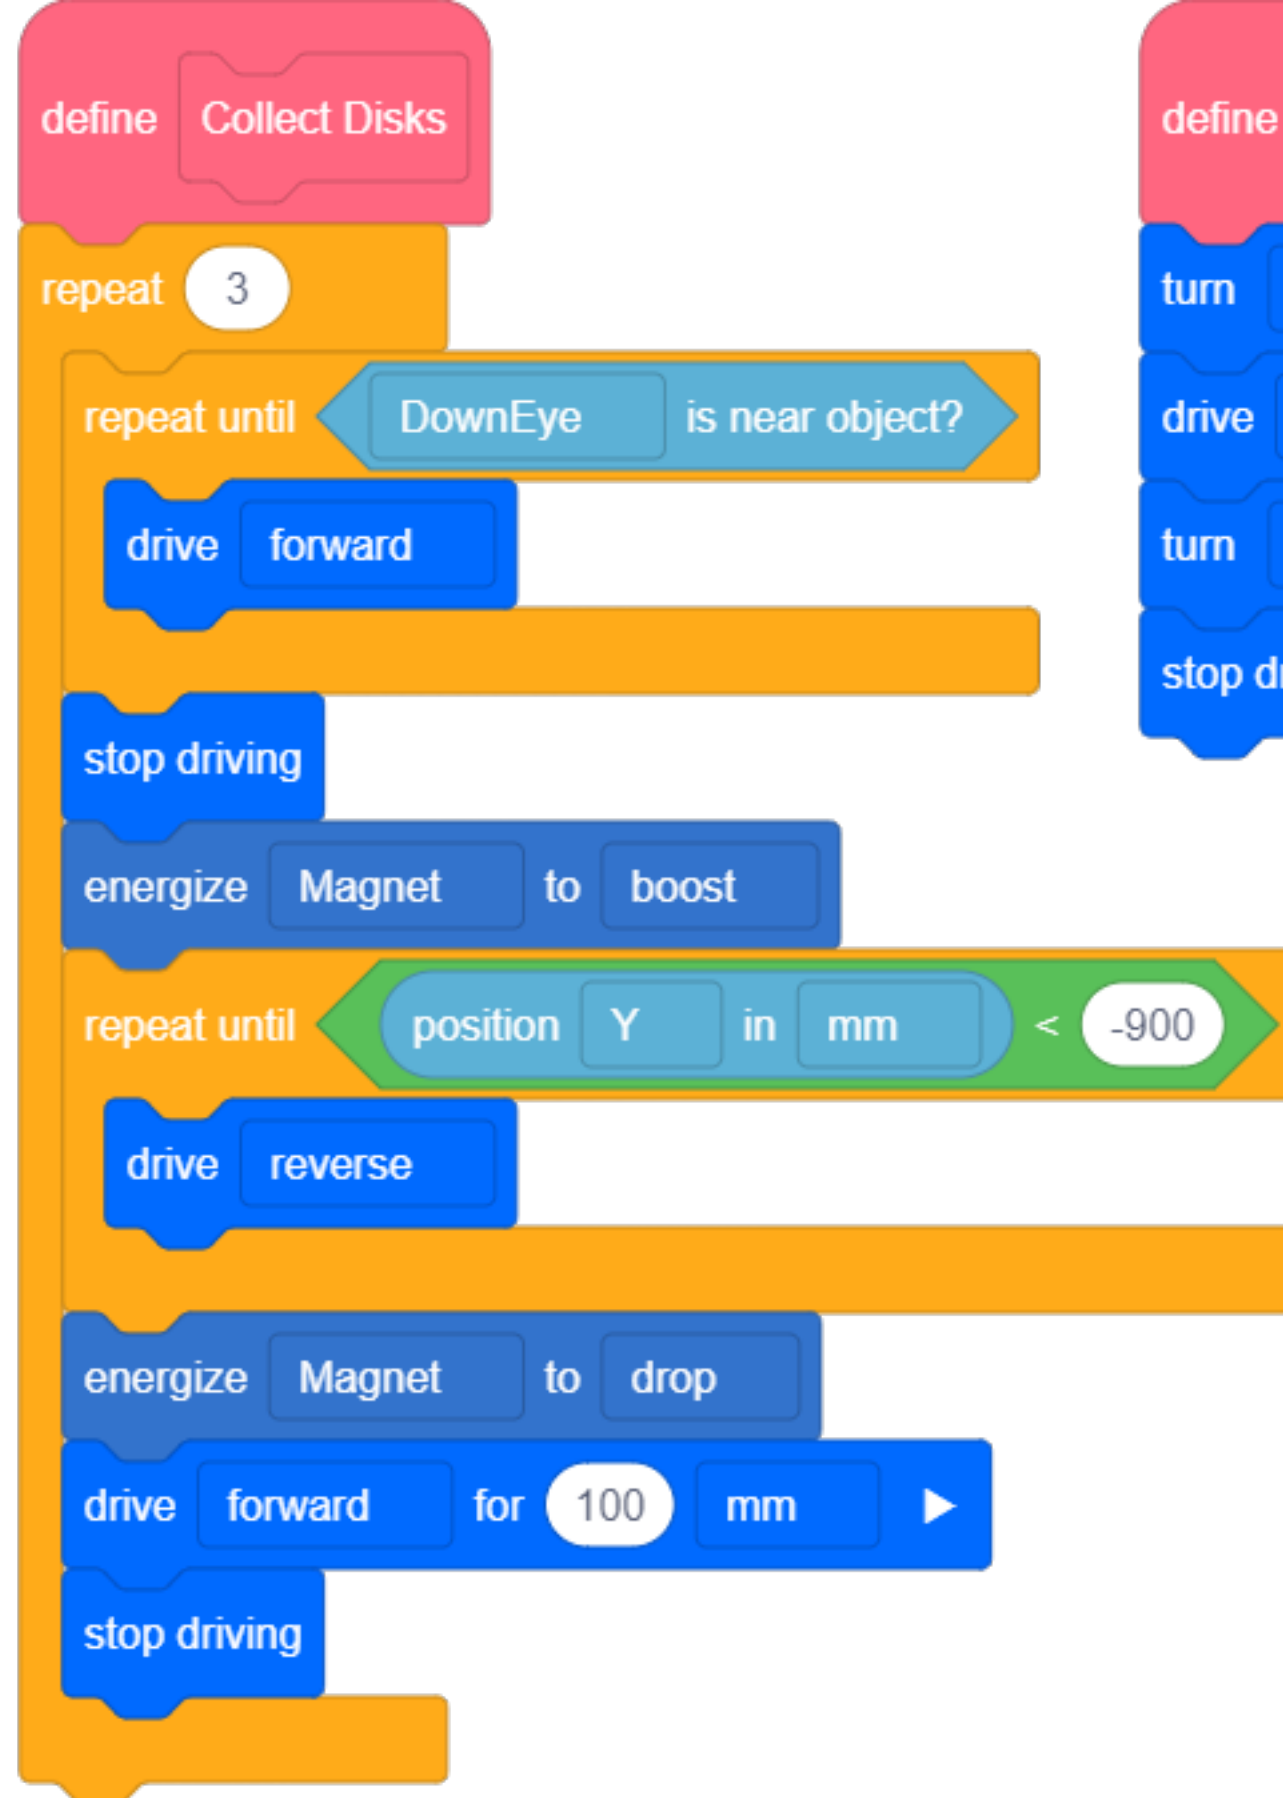 define Collect Disks
repeat 3
repeat until DownEye is near object?
drive forward
stop driving
energize Magnet to boost
repeat until position Y in mm < -900
drive reverse
energize Magnet to drop
drive forward for 100 mm
stop driving
define
turn
drive
turn
stop